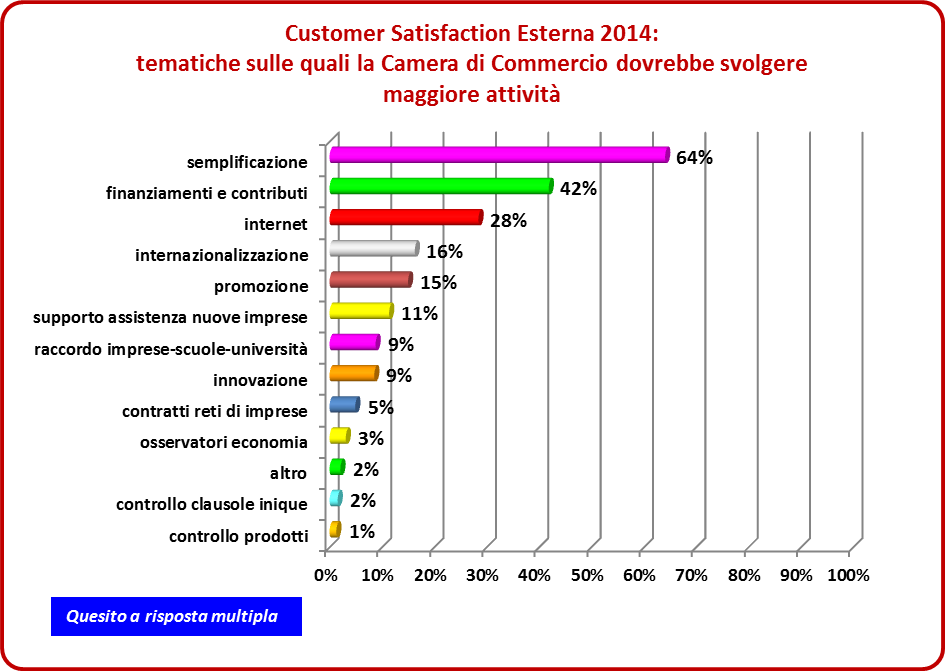 Customer Satisfaction Esterna 2014:
tematiche sulle quali la Camera di Commercio dovrebbe svolgere
maggiore attività
semplificazione 64%
finanziamenti e contributi 42%
internet 28%
internazionalizzazione 16%
promozione 15%
supporto assistenza nuove imprese 11%
raccordo imprese-scuole-università 9%
innovazione 9%
contratti reti di imprese 5%
osservatori economia 3%
altro 2%
controllo clausole inique 2%
controllo prodotti 1%
0% 10% 20% 30% 40% 50% 60% 70% 80% 90% 100%
Quesito a risposta multipla